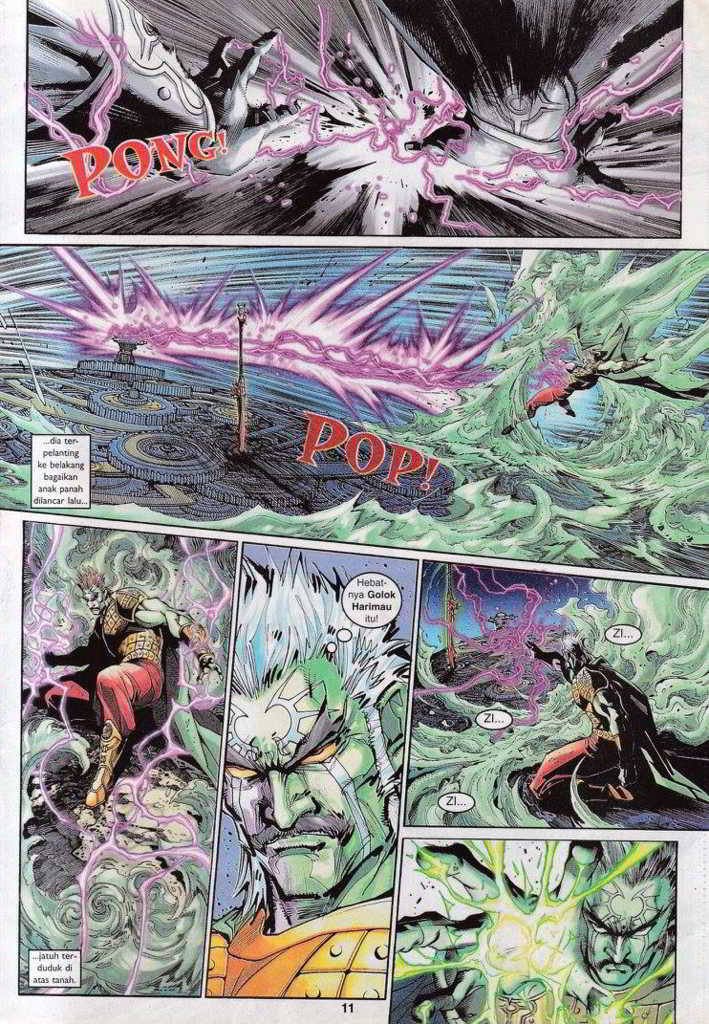 PONG!
POP!
...dia ter-
pelanting
ke belakang
bagaikan
anak panah
dilancar lalu...
Hebat-
nya Golok
Harimau
itu!
ZI...
ZI...
ZI...
...jatuh ter-
duduk di
atas tanah.
11